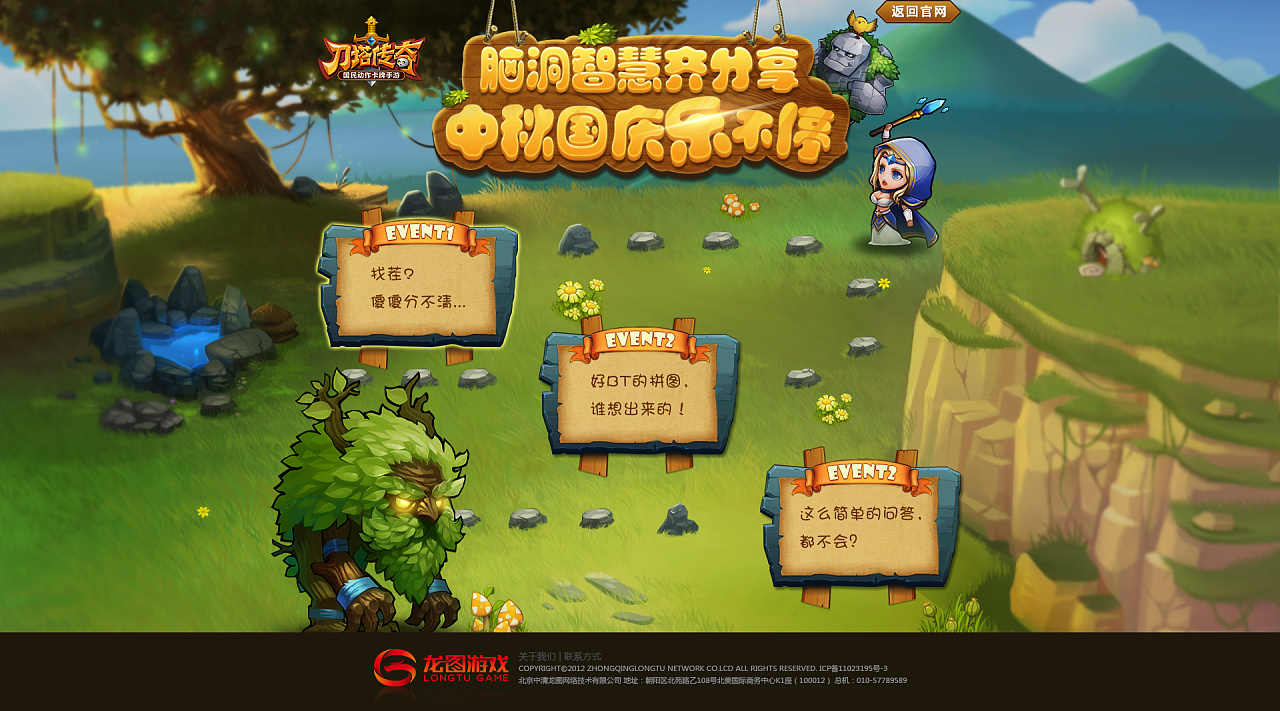 返回官网
刀塔传奇
国民动作卡牌手游
脑洞智慧齐分享
中秋国庆乐不停
EVENT1
找茬?
傻傻分不清...
EVENT2
好BT的拼图,
谁想出来的!
EVENT2
这么简单的问答,
都不会?
龙图游戏
LONGTU GAME
关于我们 | 联系方式
COPYRIGHT©2012 ZHONGQINGLONGTU NETWORK CO.LCD ALL RIGHTS RESERVED. ICP备11023195号-3
北京中清龙图网络技术有限公司 地址：朝阳区北苑路乙108号北美国际商务中心K1座（100012）总机：010-57789589